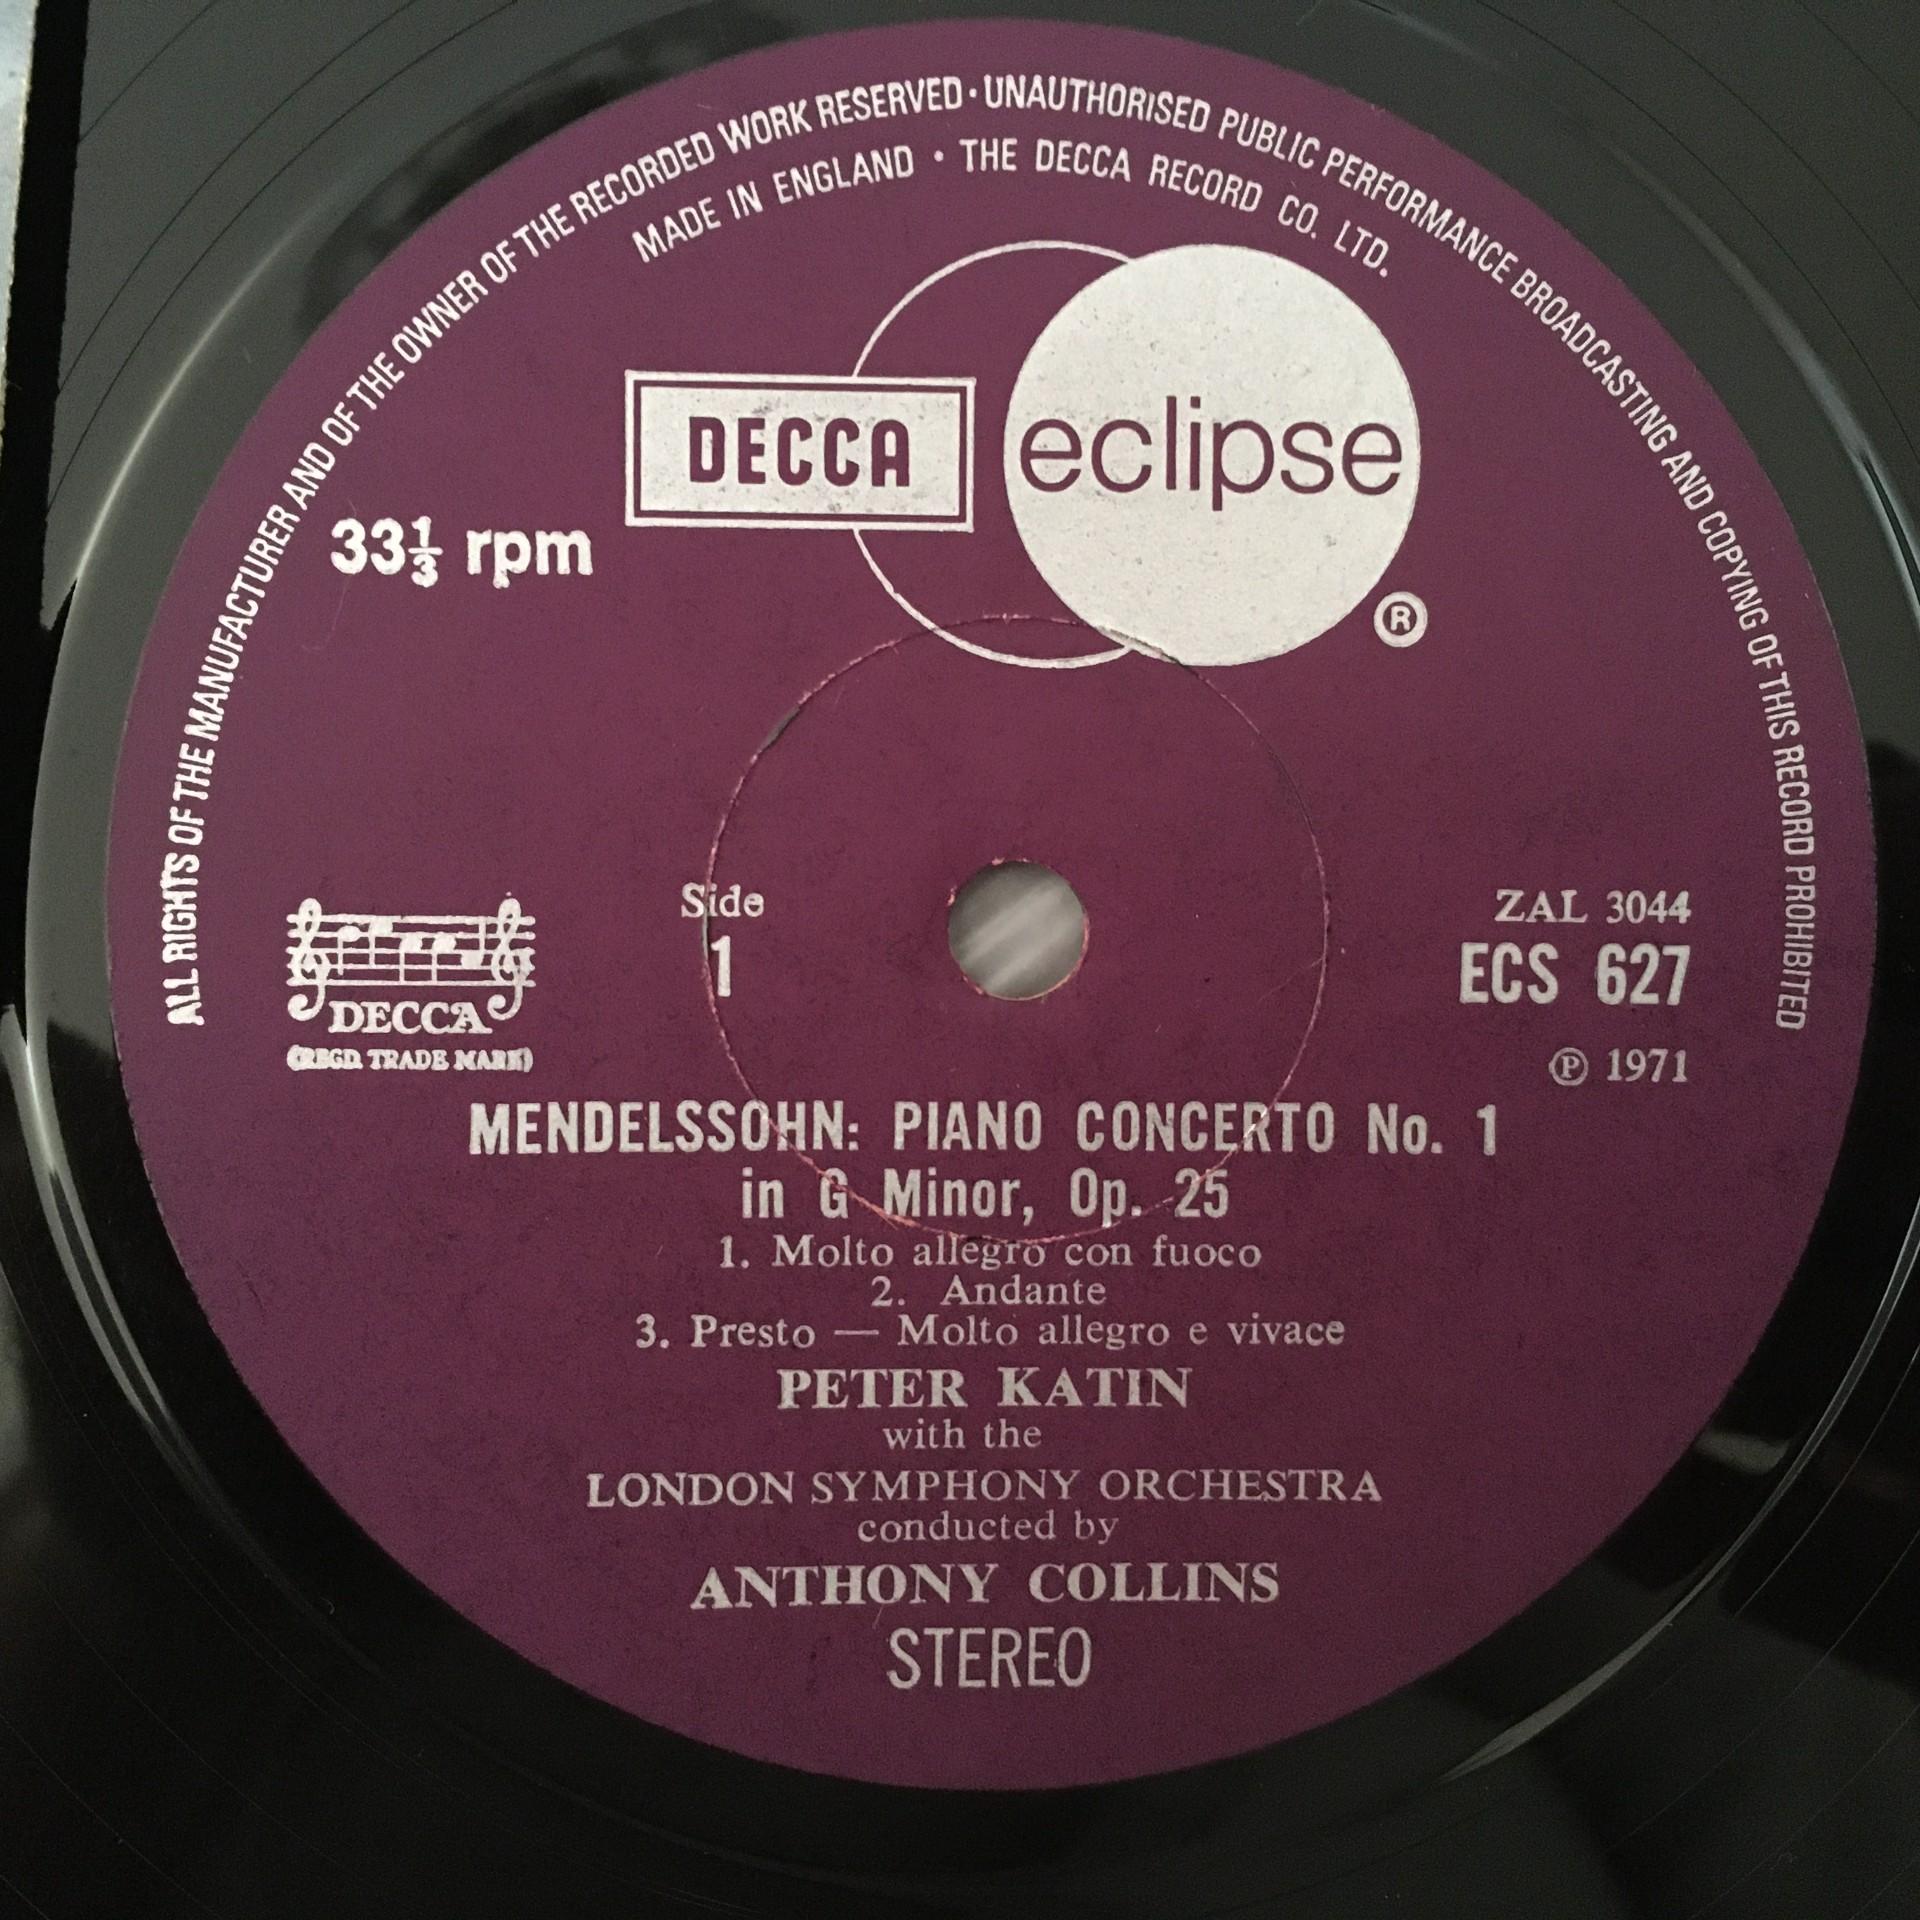 ALL RIGHTS OF THE MANUFACTURER AND OF THE OWNER OF THE RECORDED WORK RESERVED · UNAUTHORISED PUBLIC PERFORMANCE BROADCASTING AND COPYING OF THIS RECORD PROHIBITED
MADE IN ENGLAND · THE DECCA RECORD CO. LTD.
DECCA eclipse ®
33⅓ rpm
Side
1
ZAL 3044
ECS 627
℗ 1971
DECCA
(REGD. TRADE MARK)
MENDELSSOHN: PIANO CONCERTO No. 1
in G Minor, Op. 25
1. Molto allegro con fuoco
2. Andante
3. Presto — Molto allegro e vivace
PETER KATIN
with the
LONDON SYMPHONY ORCHESTRA
conducted by
ANTHONY COLLINS
STEREO